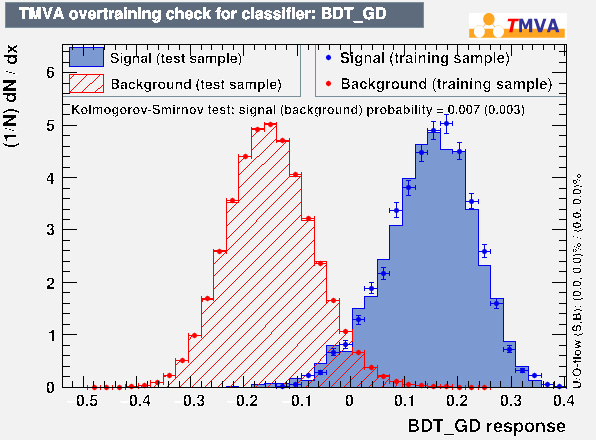 TMVA overtraining check for classifier: BDT_GD
TMVA
Signal (test sample)
Background (test sample)
Signal (training sample)
Background (training sample)
Kolmogorov-Smirnov test: signal (background) probability = 0.007 (0.003)
(1/N) dN / dx
6
5
4
3
2
1
0
-0.5 -0.4 -0.3 -0.2 -0.1 0 0.1 0.2 0.3 0.4
BDT_GD response
U/O-flow (S,B): (0.0, 0.0)% / (0.0, 0.0)%